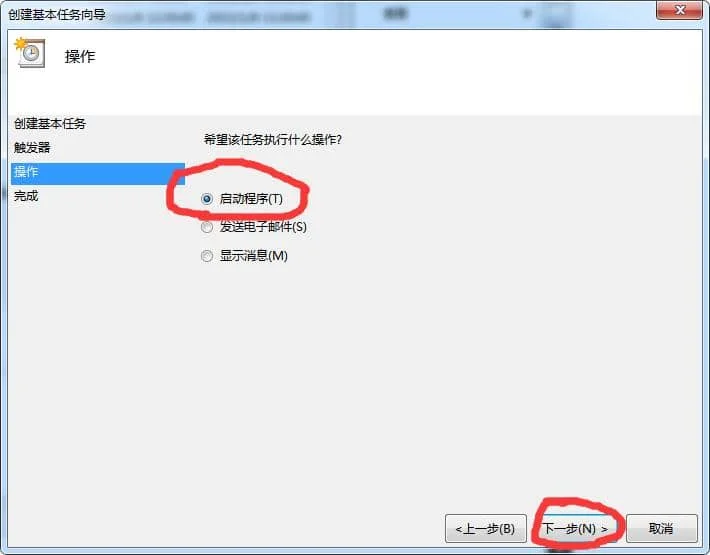 创建基本任务向导
操作
创建基本任务
希望该任务执行什么操作?
触发器
操作
启动程序(T)
完成
发送电子邮件(S)
显示消息(M)
<上一步(B)
下一步(N) >
取消